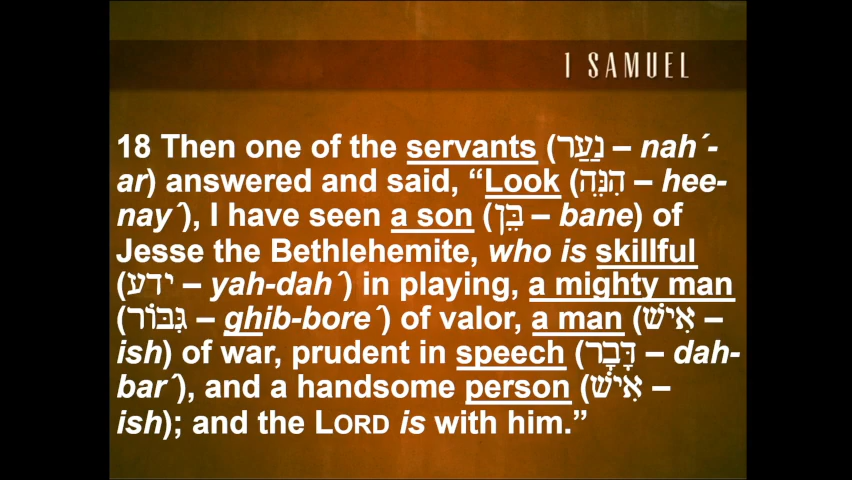 1 SAMUEL
18 Then one of the servants (נַעַר – nah´-
ar) answered and said, “Look (הִנֵּה – hee-
nay´), I have seen a son (בֵּן – bane) of
Jesse the Bethlehemite, who is skillful
(ידע – yah-dah´) in playing, a mighty man
(גִּבּוֹר – ghib-bore´) of valor, a man (אִישׁ –
ish) of war, prudent in speech (דָּבָר – dah-
bar´), and a handsome person (אִישׁ –
ish); and the LORD is with him.”